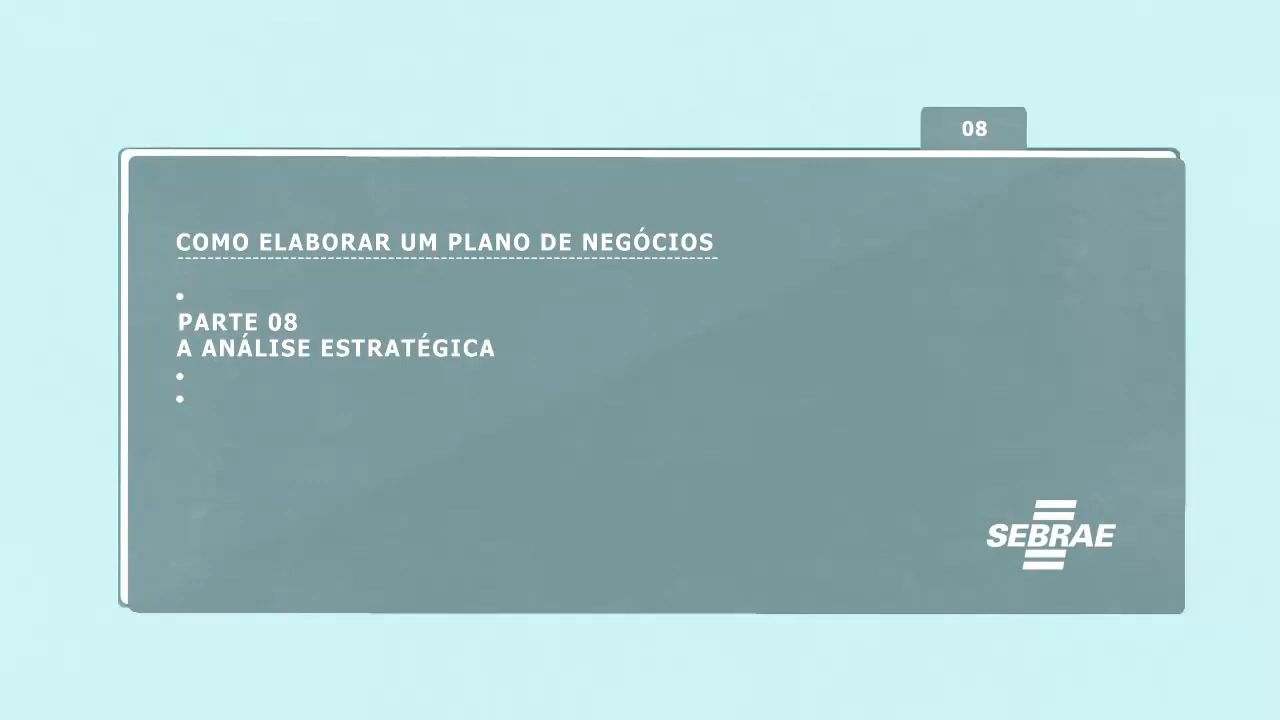 08
COMO ELABORAR UM PLANO DE NEGÓCIOS
PARTE 08
A ANÁLISE ESTRATÉGICA
SEBRAE